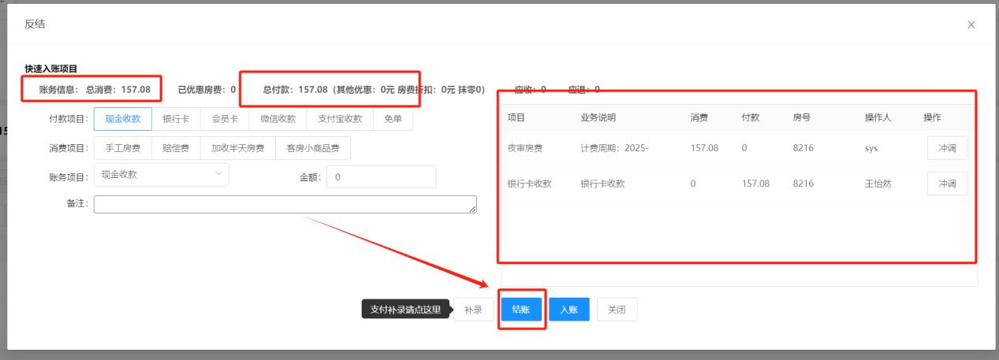 反结
快速入账项目
账务信息: 总消费: 157.08 已优惠房费: 0 总付款: 157.08 (其他优惠: 0元 房费折扣: 0元 抹零0) 应收: 0 应退: 0
付款项目: 现金收款 银行卡 会员卡 微信收款 支付宝收款 免单
消费项目: 手工房费 赔偿费 加收半天房费 客房小商品费
账务项目: 现金收款 金额: 0
备注:
项目 业务说明 消费 付款 房号 操作人 操作
夜审房费 计费周期: 2025- 157.08 0 8216 sys 冲调
银行卡收款 银行卡收款 0 157.08 8216 王怡然 冲调
支付补录请点这里 补录 结账 入账 关闭